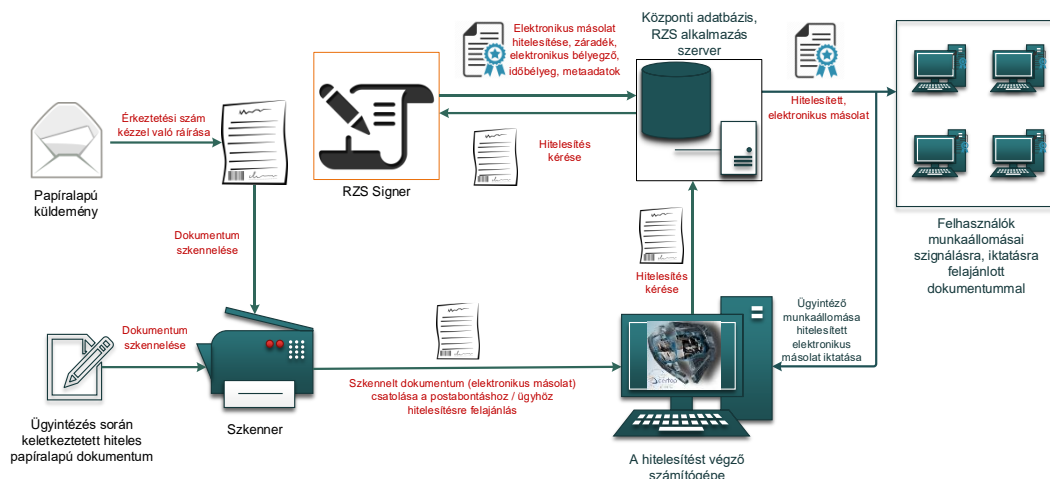 Központi adatbázis,
RZS alkalmazás
szerver
Elektronikus másolat
hitelesítése, záradék,
elektronikus bélyegző,
időbélyeg, metaadatok
Hitelesített,
elektronikus másolat
Érkeztetési szám
kézzel való ráírása
Hitelesítés
kérése
Papíralapú
küldemény
RZS Signer
Felhasználók
munkaállomásai
szignálásra, iktatásra
felajánlott
dokumentummal
Dokumentum
szkennelése
Hitelesítés
kérése
Ügyintéző
munkaállomása
hitelesített
elektronikus
másolat iktatása
Dokumentum
szkennelése
Szkennelt dokumentum (elektronikus másolat)
csatolása a postabontáshoz / ügyhöz
hitelesítésre felajánlás
Szkenner
Ügyintézés során
keletkeztetett hiteles
papíralapú dokumentum
A hitelesítést végző
számítógépe